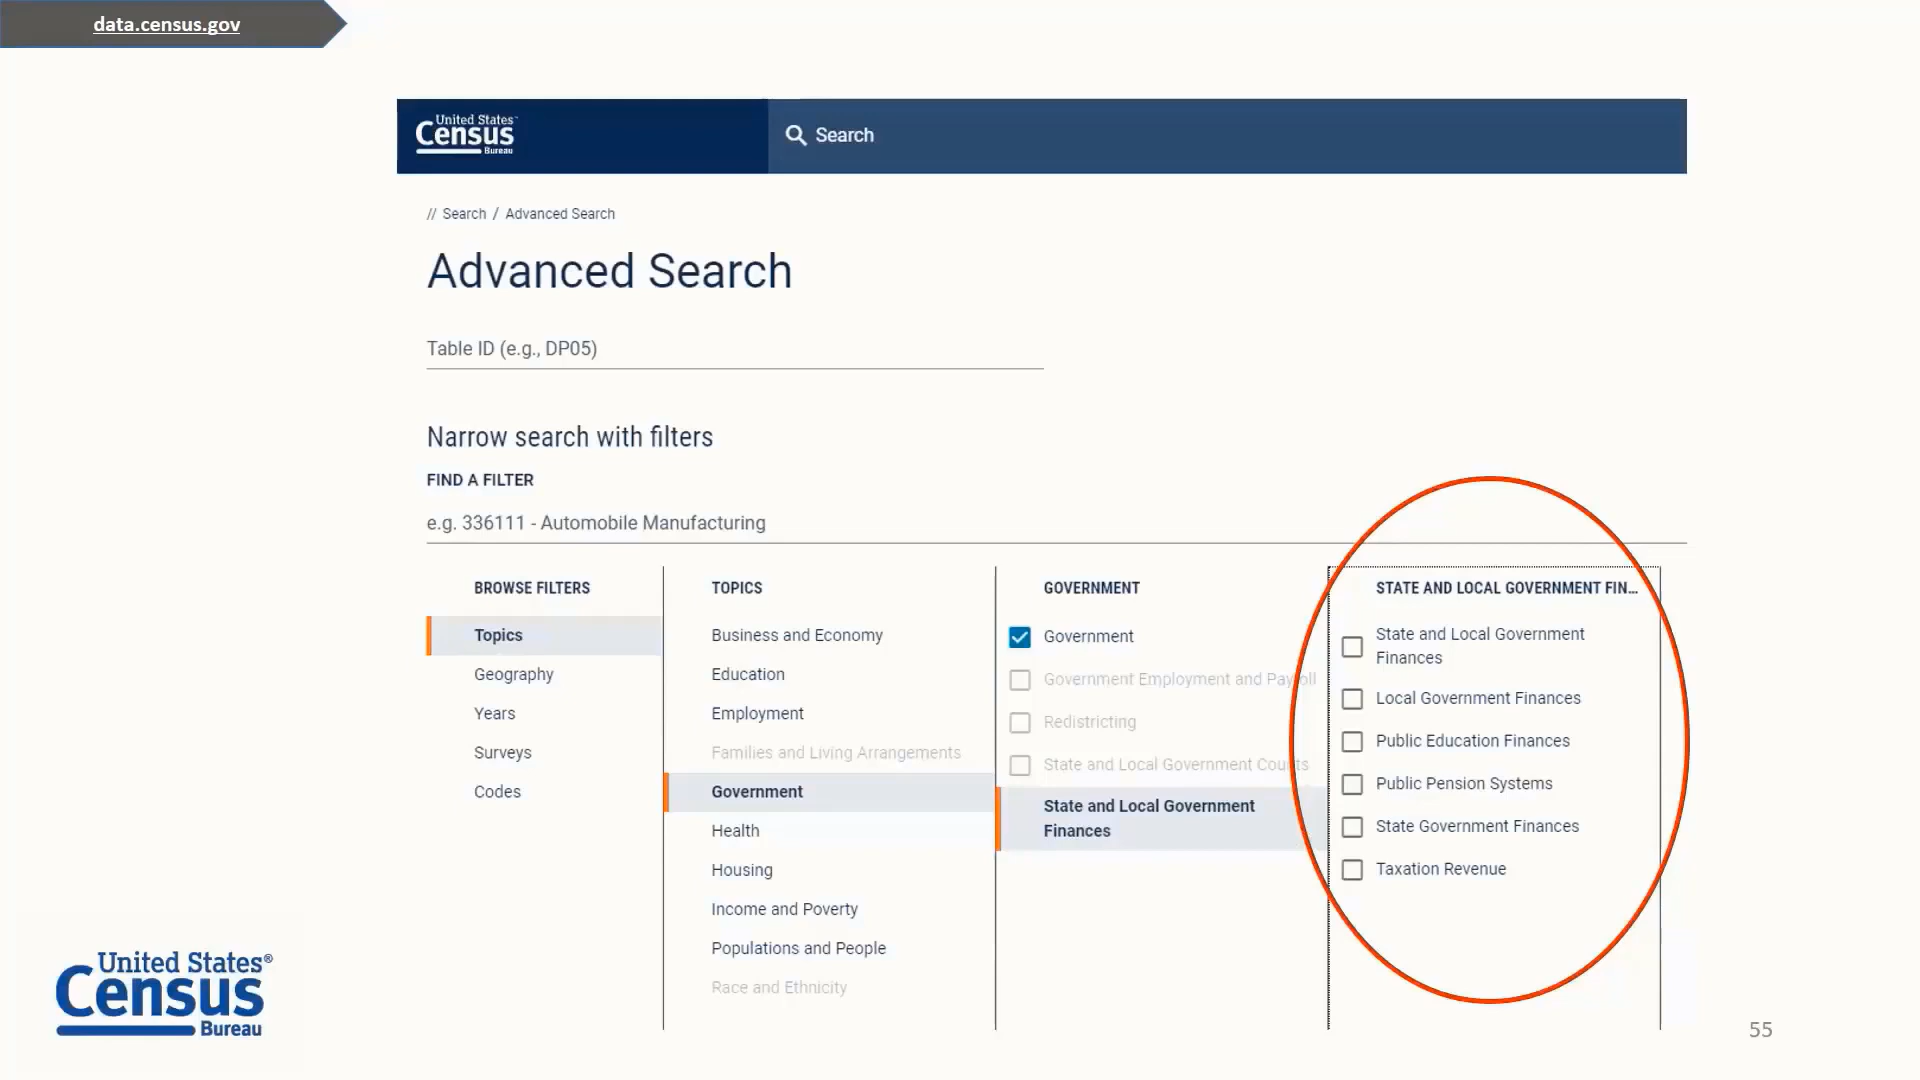 data.census.gov
United States™
Census
Bureau
Search
// Search / Advanced Search
Advanced Search
Table ID (e.g., DP05)
Narrow search with filters
FIND A FILTER
e.g. 336111 - Automobile Manufacturing
BROWSE FILTERS
Topics
Geography
Years
Surveys
Codes
TOPICS
Business and Economy
Education
Employment
Families and Living Arrangements
Government
Health
Housing
Income and Poverty
Populations and People
Race and Ethnicity
GOVERNMENT
Government
Government Employment and Payroll
Redistricting
State and Local Government Counts
State and Local Government
Finances
STATE AND LOCAL GOVERNMENT FIN...
State and Local Government
Finances
Local Government Finances
Public Education Finances
Public Pension Systems
State Government Finances
Taxation Revenue
United States®
Census
Bureau
55